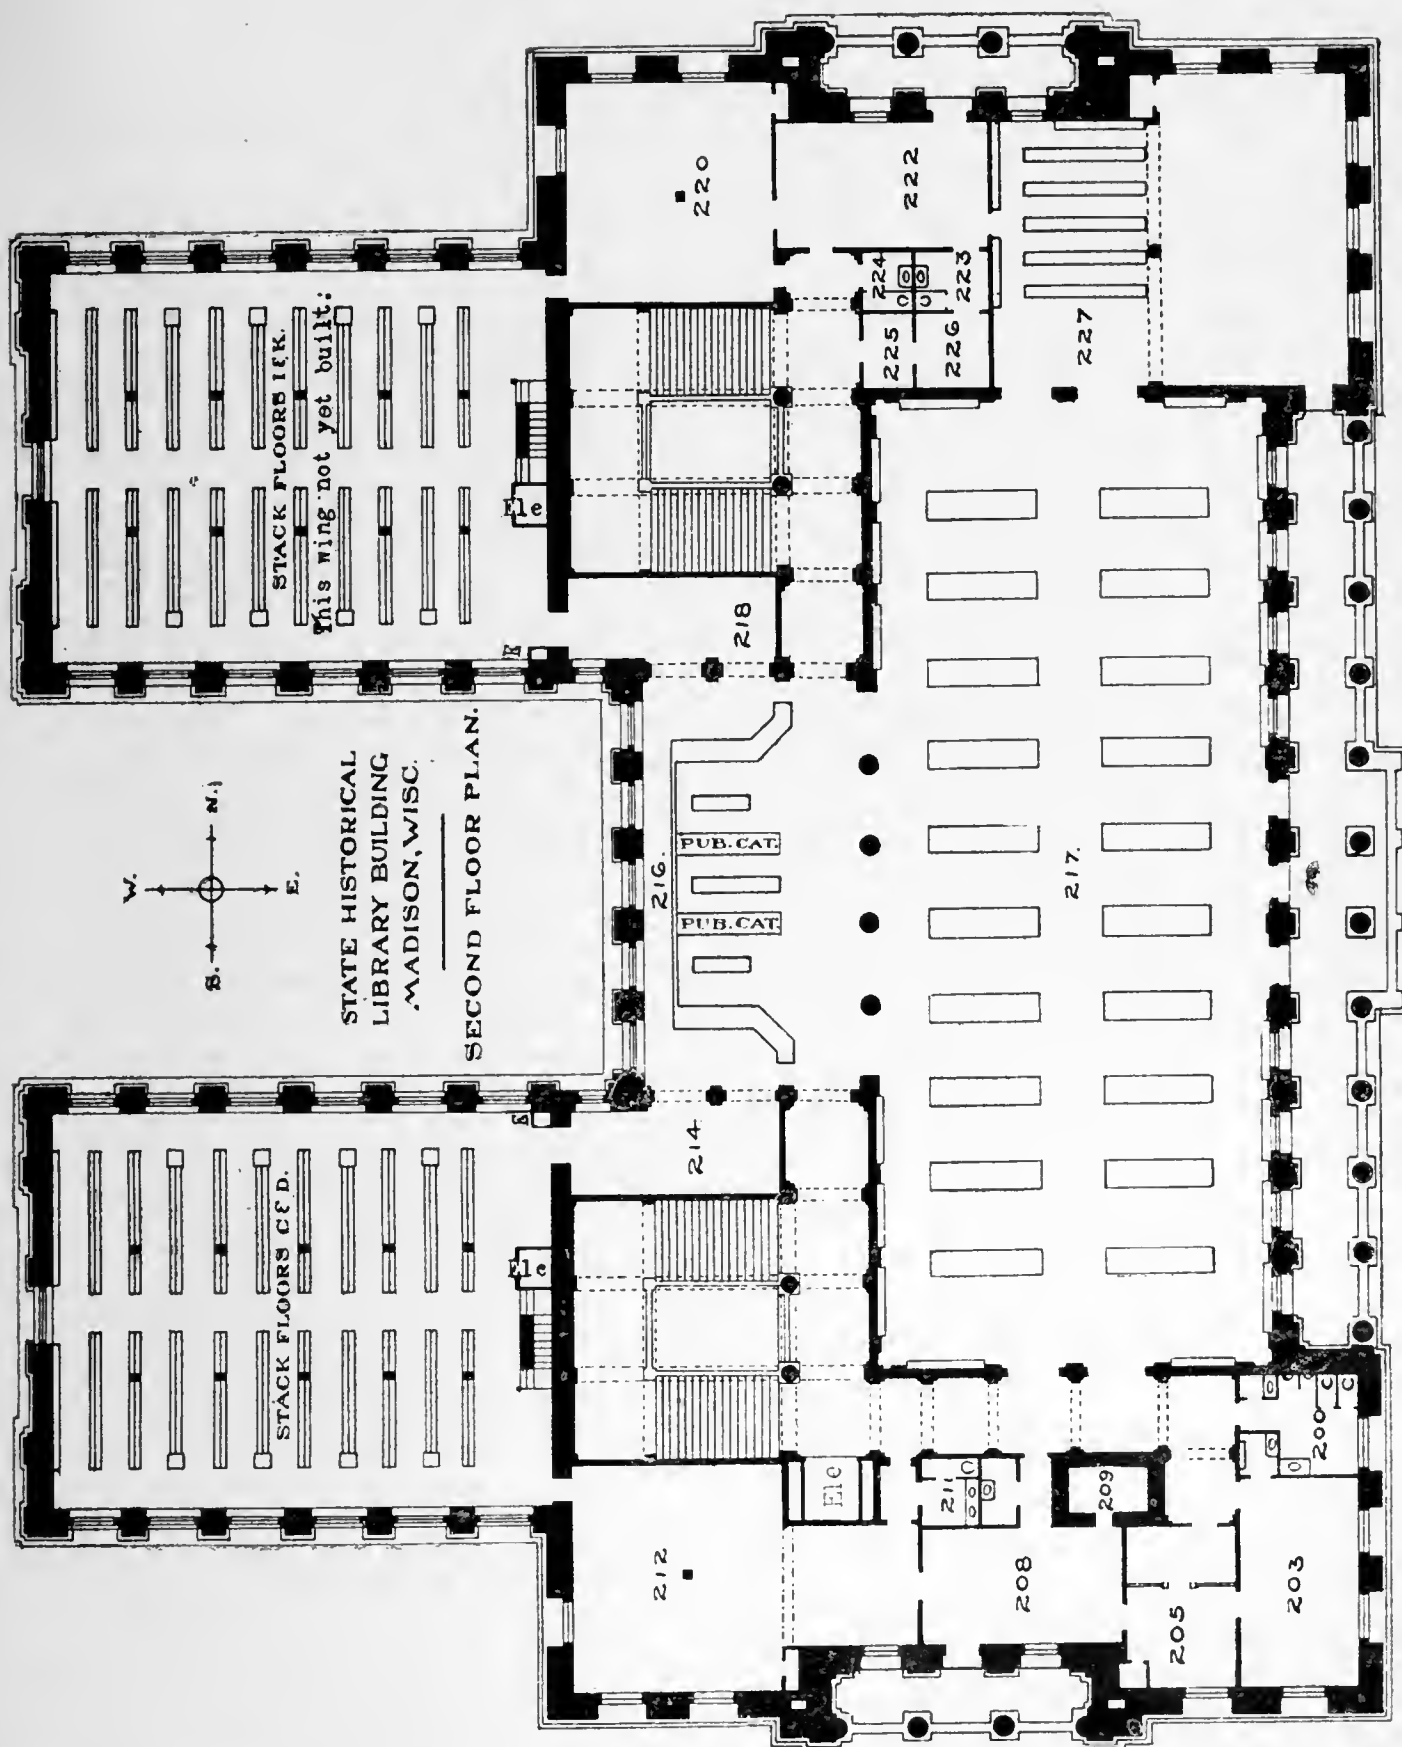 STATE HISTORICAL
LIBRARY BUILDING
MADISON, WISC.
SECOND FLOOR PLAN.
W.
N.
S.
E.
STACK FLOORS I & K.
This wing not yet built:
Ele
E
STACK FLOORS C & D.
Ele
E
220
222
224
223
225
226
227
218
216.
PUB. CAT.
PUB. CAT.
217.
214
212
Ele
211
209
208
205
203
200
C
C